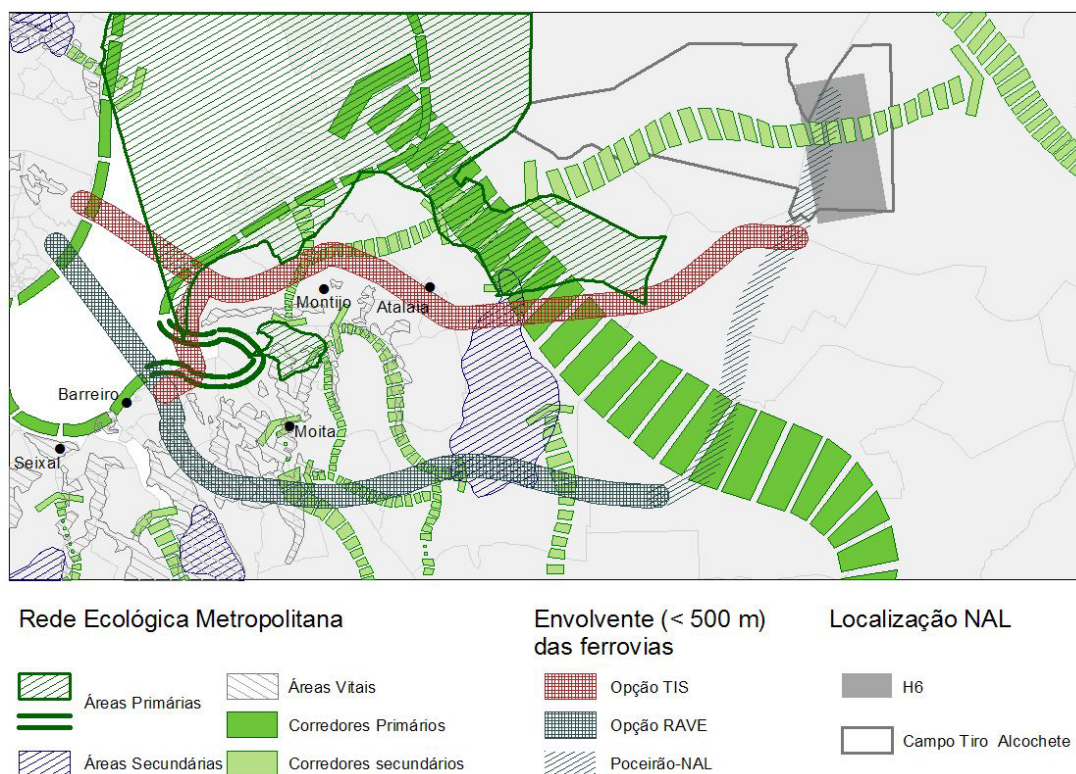 Montijo
Atalaia
Barreiro
Moita
Seixal
Rede Ecológica Metropolitana
Áreas Primárias
Áreas Secundárias
Áreas Vitais
Corredores Primários
Corredores secundários
Envolvente (< 500 m)
das ferrovias
Opção TIS
Opção RAVE
Poceirão-NAL
Localização NAL
H6
Campo Tiro Alcochete